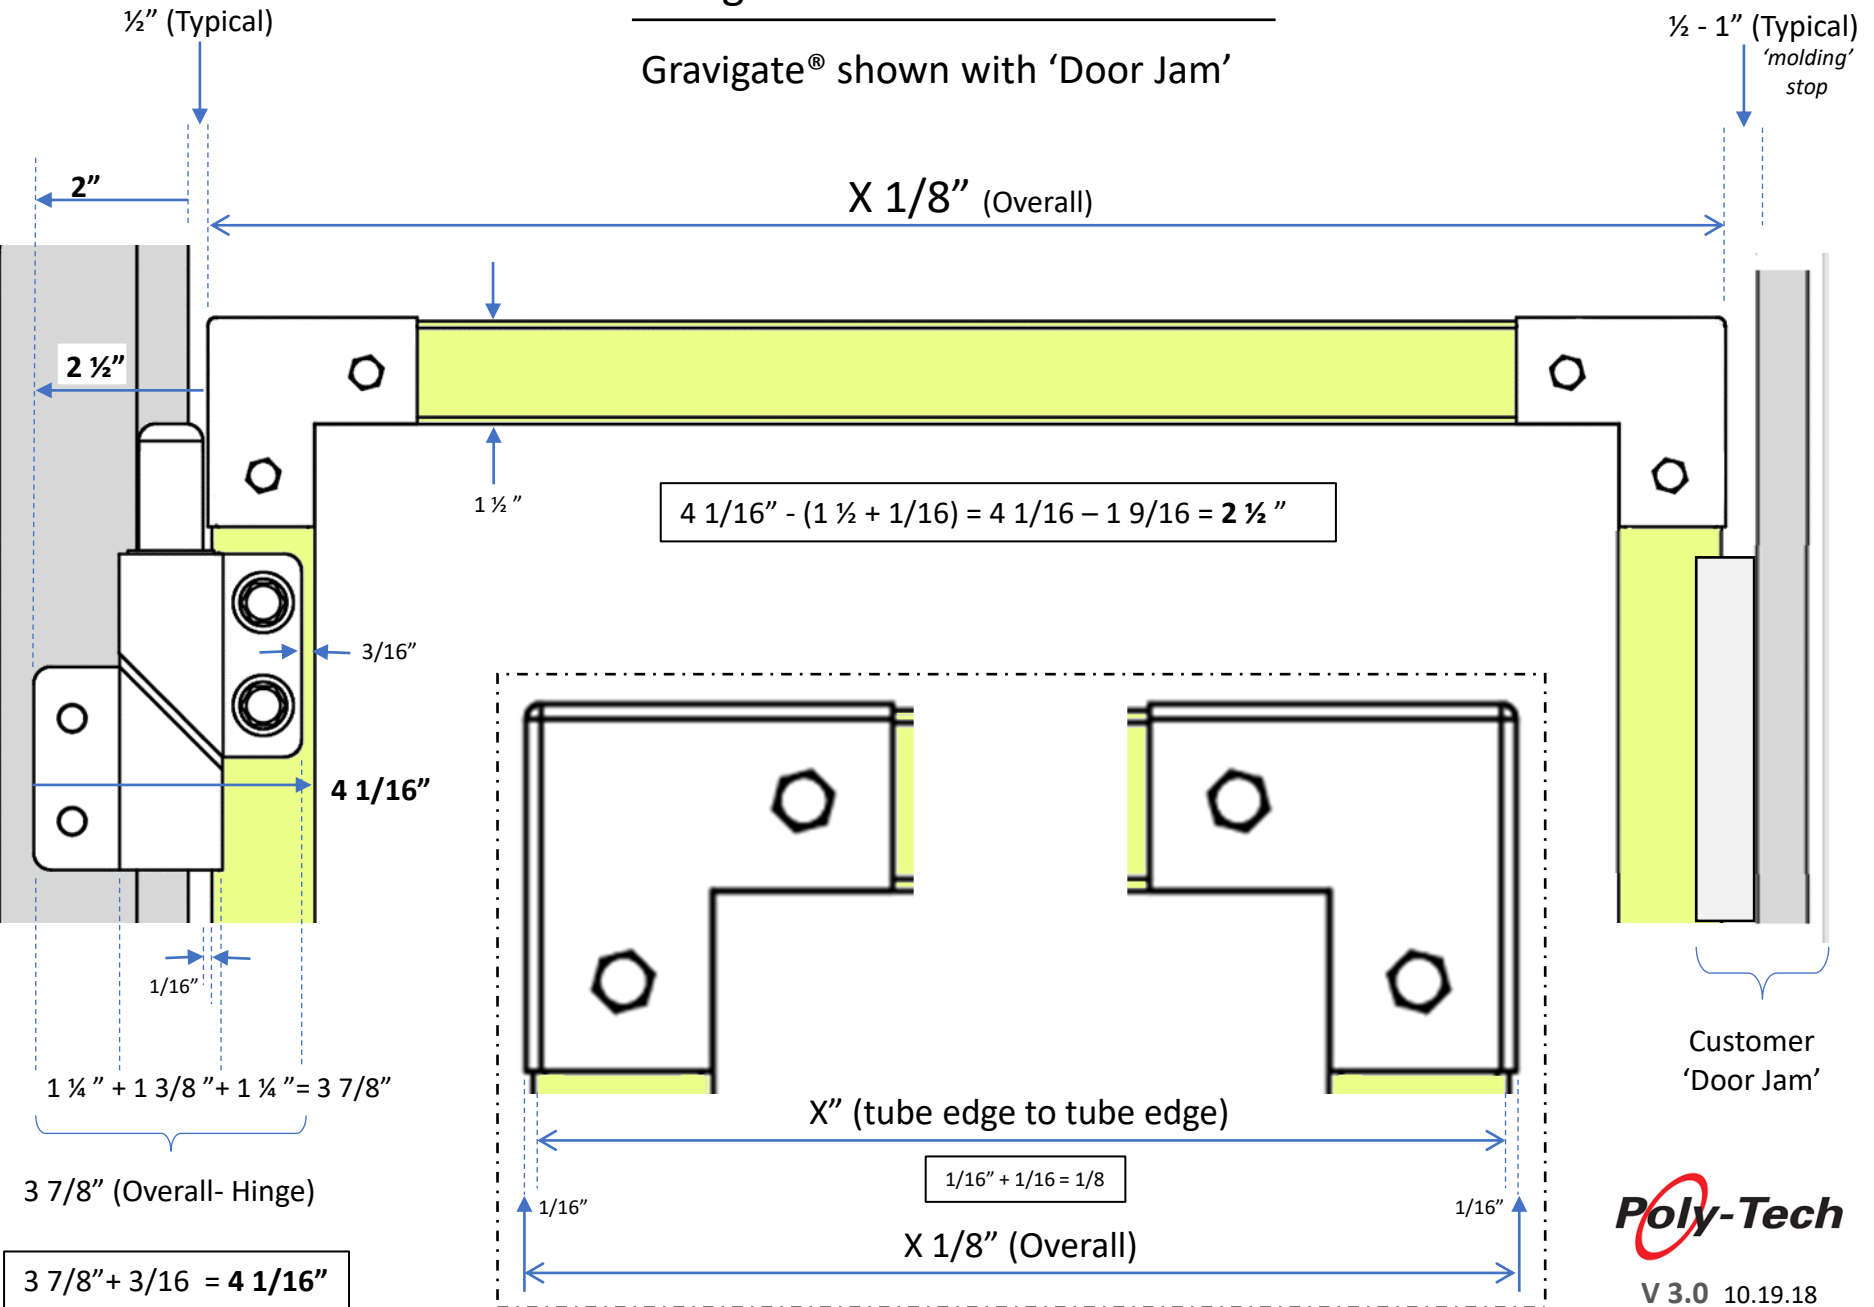 ½” (Typical)
Gravigate® shown with ‘Door Jam’
½ - 1” (Typical)
‘molding’
stop
2”
X 1/8” (Overall)
2 ½”
1 ½ ”
4 1/16” - (1 ½ + 1/16) = 4 1/16 – 1 9/16 = 2 ½ ”
3/16”
4 1/16”
1/16”
1 ¼ ” + 1 3/8 ”+ 1 ¼ ”= 3 7/8”
3 7/8” (Overall- Hinge)
3 7/8”+ 3/16 = 4 1/16”
X” (tube edge to tube edge)
1/16” + 1/16 = 1/8
1/16”
1/16”
X 1/8” (Overall)
Customer
‘Door Jam’
Poly-Tech
V 3.0 10.19.18